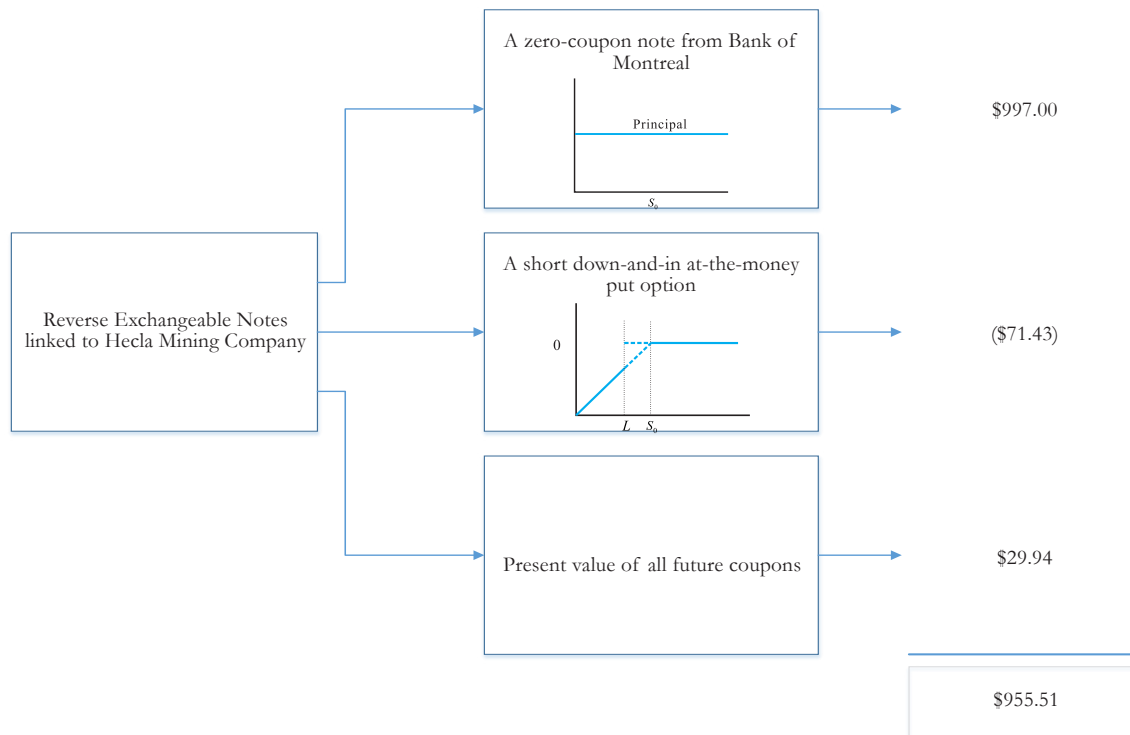 A zero-coupon note from Bank of
Montreal
Principal
S₀
$997.00
Reverse Exchangeable Notes
linked to Hecla Mining Company
A short down-and-in at-the-money
put option
0
L S₀
($71.43)
Present value of all future coupons
$29.94
$955.51